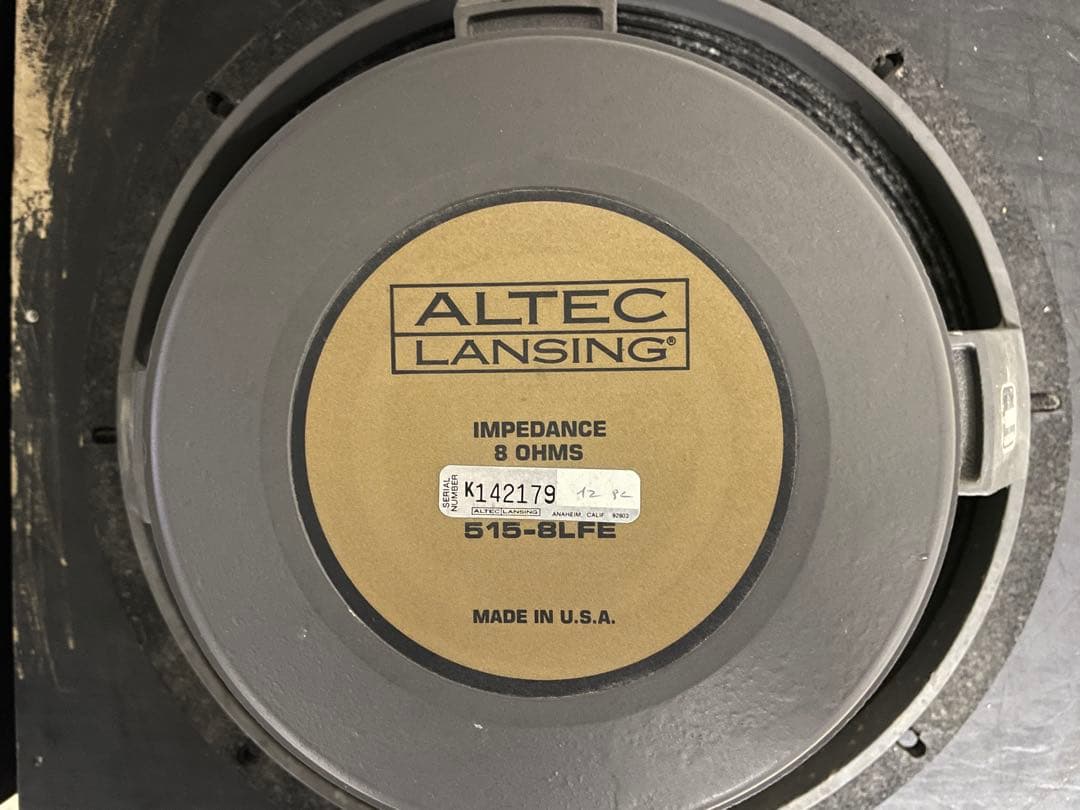 ALTEC
LANSING®
IMPEDANCE
8 OHMS
SERIAL
NUMBER
K142179
ALTEC LANSING ANAHEIM, CALIF. 92803
515-8LFE
MADE IN U.S.A.